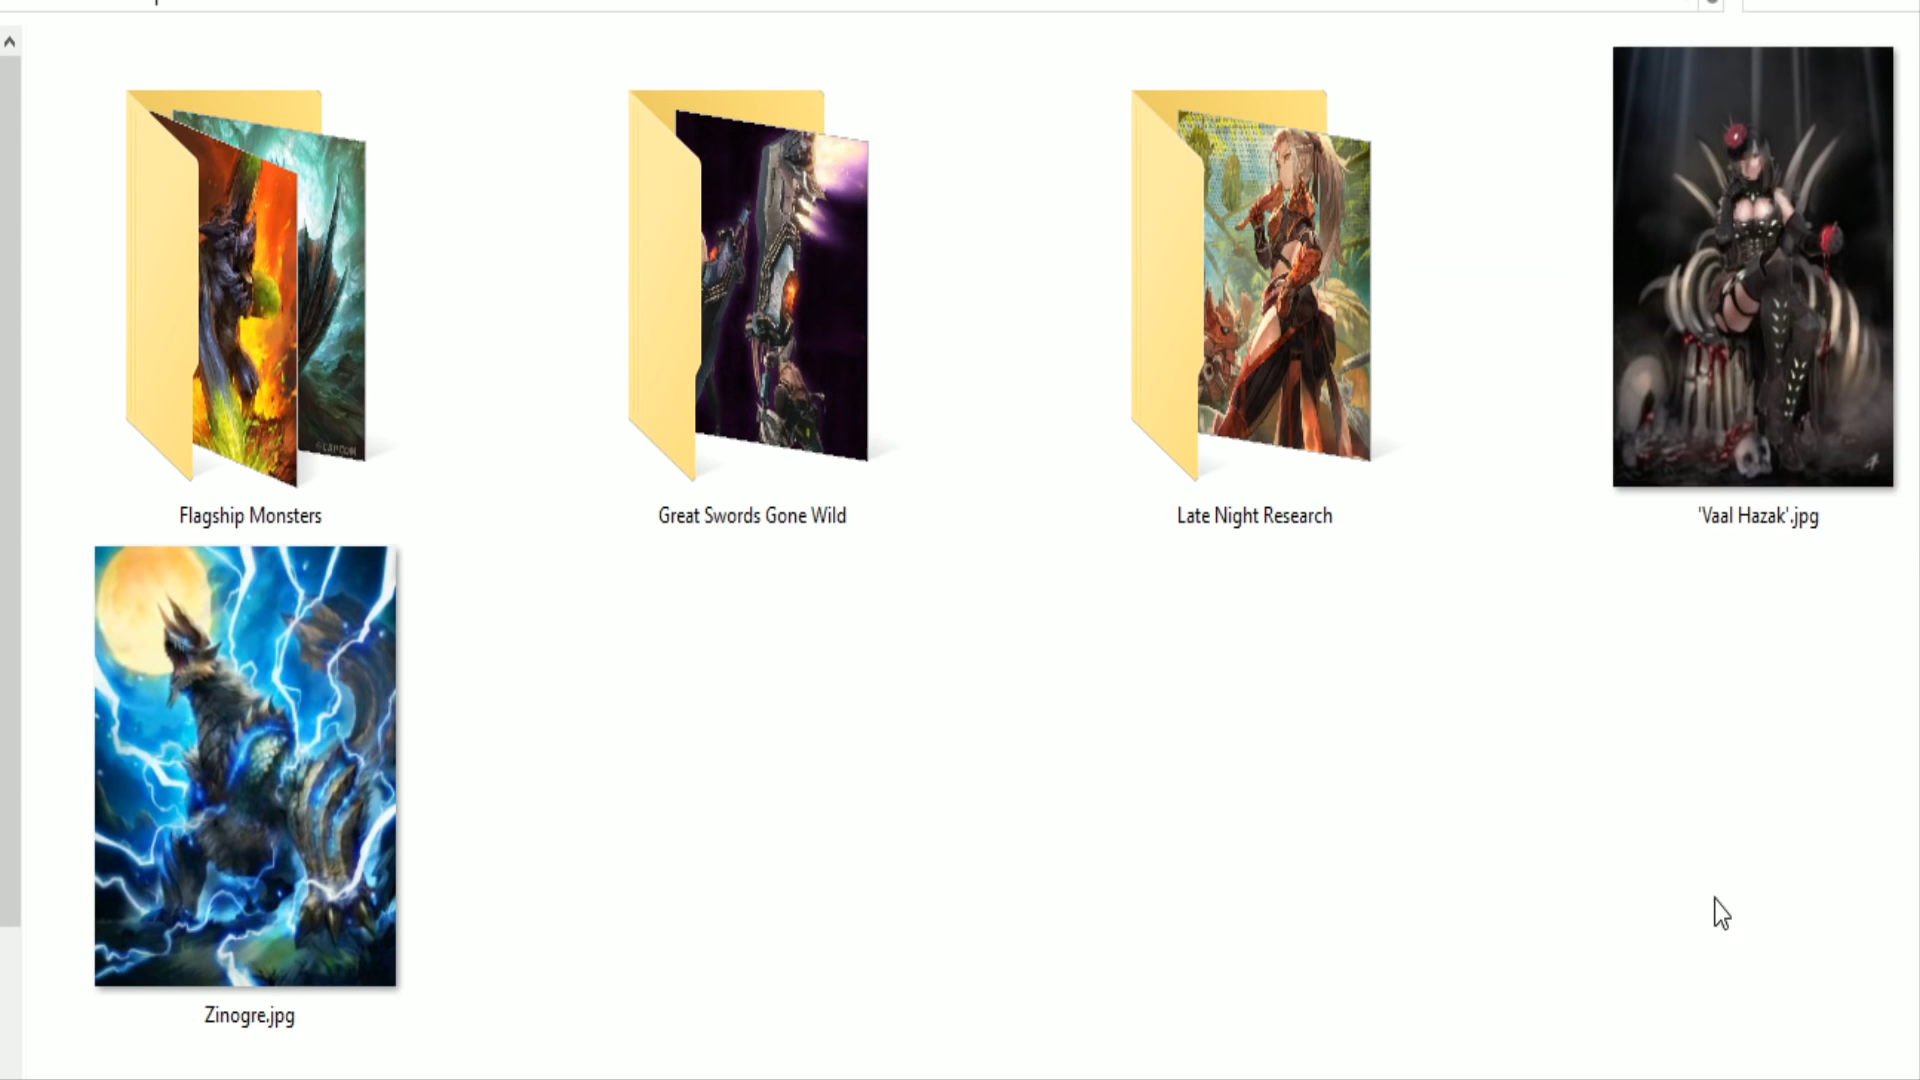 Flagship Monsters
Great Swords Gone Wild
Late Night Research
'Vaal Hazak'.jpg
Zinogre.jpg